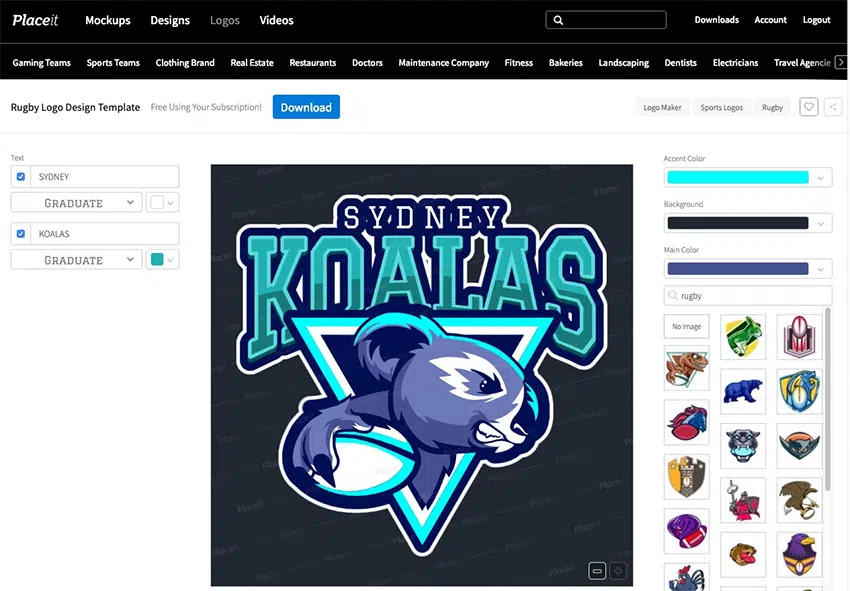 Placeit Mockups Designs Logos Videos Downloads Account Logout
Gaming Teams Sports Teams Clothing Brand Real Estate Restaurants Doctors Maintenance Company Fitness Bakeries Landscaping Dentists Electricians Travel Agencie
Rugby Logo Design Template Free Using Your Subscription! Download Logo Maker Sports Logos Rugby
Text
SYDNEY
GRADUATE
KOALAS
GRADUATE
SYDNEY
KOALAS
Placeit
Accent Color
Background
Main Color
rugby
No Image